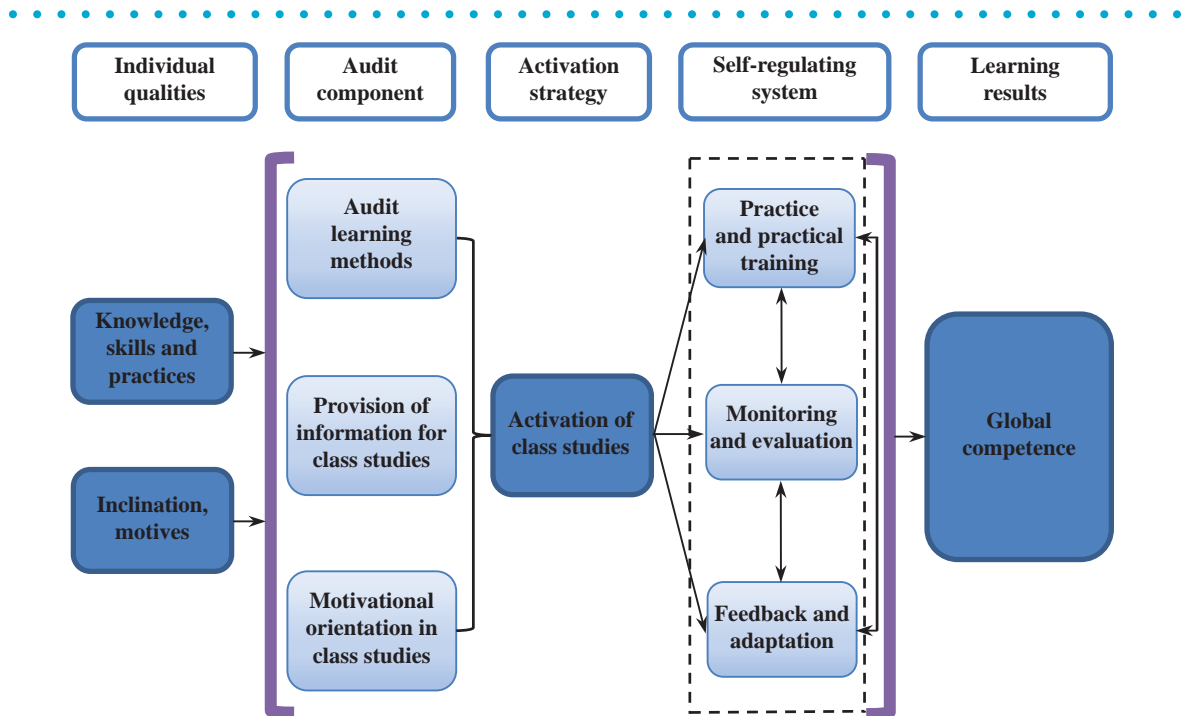 Individual
qualities
Audit
component
Activation
strategy
Self-regulating
system
Learning
results
Knowledge,
skills and
practices
Inclination,
motives
Audit
learning
methods
Provision of
information for
class studies
Motivational
orientation in
class studies
Activation of
class studies
Practice
and practical
training
Monitoring
and evaluation
Feedback and
adaptation
Global
competence